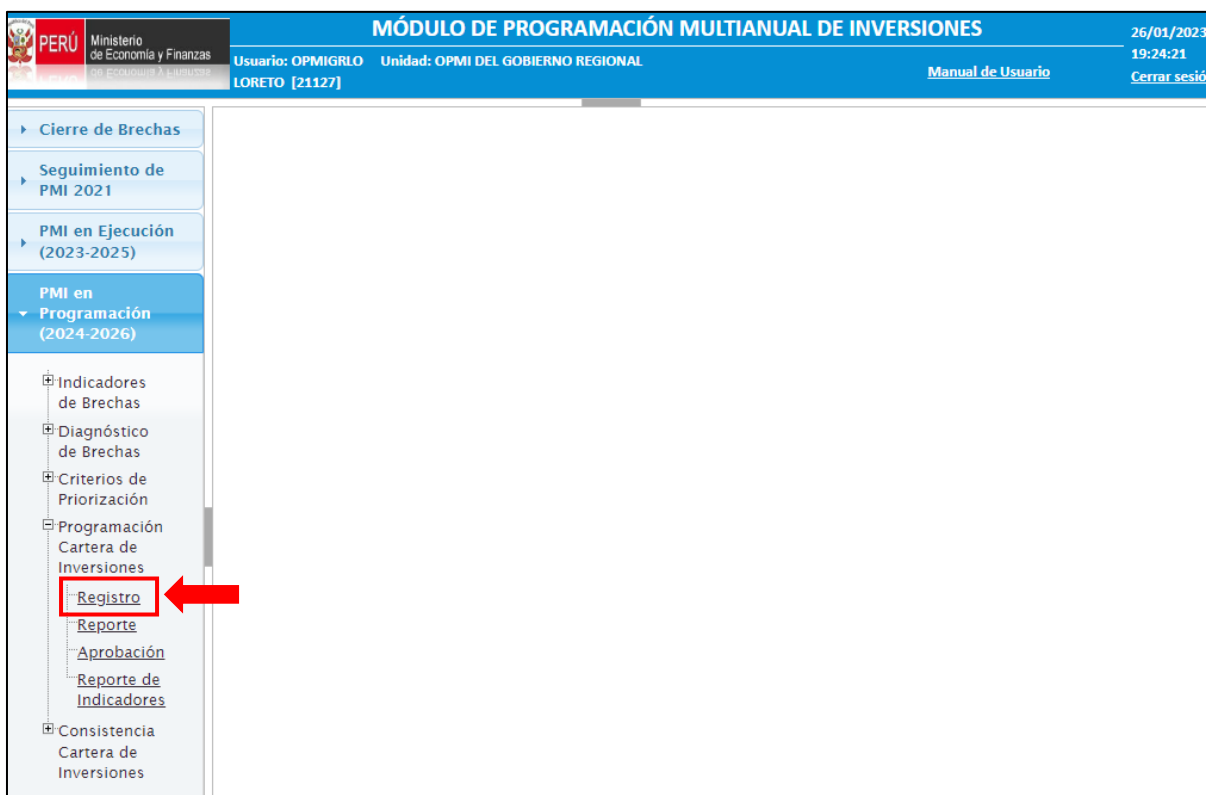 PERÚ
Ministerio
de Economía y Finanzas
MÓDULO DE PROGRAMACIÓN MULTIANUAL DE INVERSIONES
Usuario: OPMIGRLO Unidad: OPMI DEL GOBIERNO REGIONAL
LORETO [21127]
Manual de Usuario
26/01/2023
19:24:21
Cerrar sesió
Cierre de Brechas
Seguimiento de
PMI 2021
PMI en Ejecución
(2023-2025)
PMI en
Programación
(2024-2026)
Indicadores
de Brechas
Diagnóstico
de Brechas
Criterios de
Priorización
Programación
Cartera de
Inversiones
Registro
Reporte
Aprobación
Reporte de
Indicadores
Consistencia
Cartera de
Inversiones